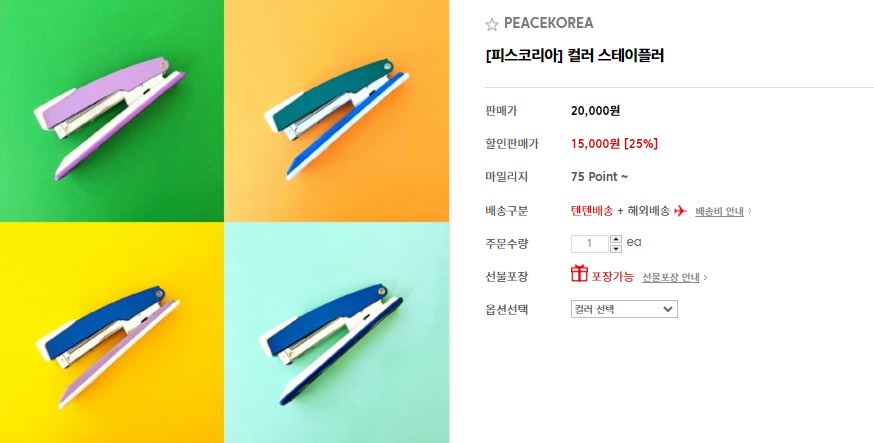 PEACEKOREA
[피스코리아] 컬러 스테이플러
판매가 20,000원
할인판매가 15,000원 [25%]
마일리지 75 Point ~
배송구분 텐텐배송 + 해외배송 배송비 안내
주문수량 1 ea
선물포장 포장가능 선물포장 안내
옵션선택 컬러 선택